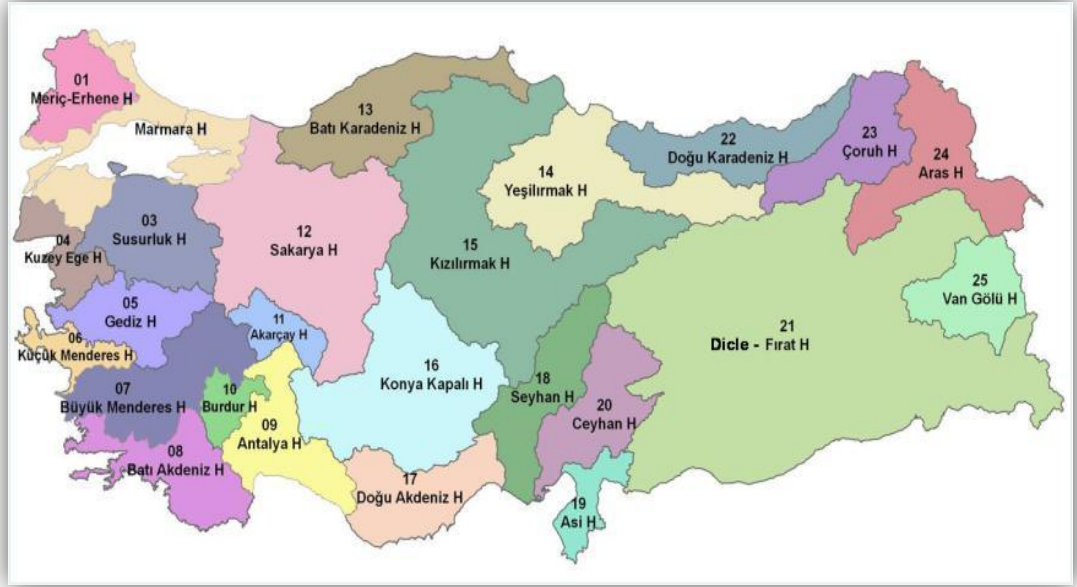 01
Meriç-Erhene H
Marmara H
03
Susurluk H
04
Kuzey Ege H
05
Gediz H
06
Küçük Menderes H
07
Büyük Menderes H
08
Batı Akdeniz H
09
Antalya H
10
Burdur H
11
Akarçay H
12
Sakarya H
13
Batı Karadeniz H
14
Yeşilırmak H
15
Kızılırmak H
16
Konya Kapalı H
17
Doğu Akdeniz H
18
Seyhan H
19
Asi H
20
Ceyhan H
21
Dicle - Fırat H
22
Doğu Karadeniz H
23
Çoruh H
24
Aras H
25
Van Gölü H